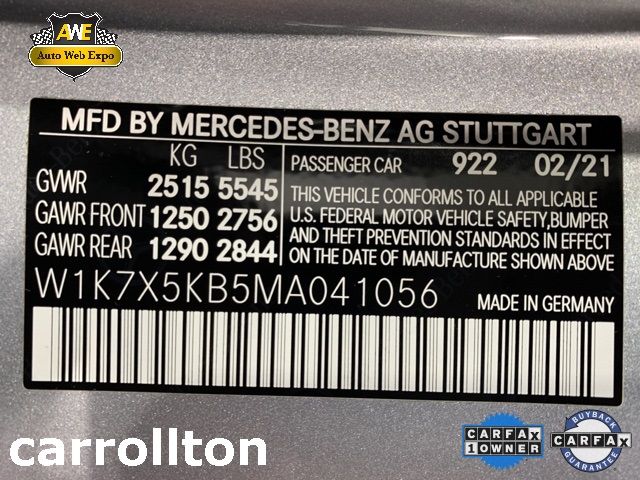 AWE
Auto Web Expo
MFD BY MERCEDES-BENZ AG STUTTGART
KG LBS
GVWR 2515 5545
GAWR FRONT 1250 2756
GAWR REAR 1290 2844
PASSENGER CAR 922 02/21
THIS VEHICLE CONFORMS TO ALL APPLICABLE
U.S. FEDERAL MOTOR VEHICLE SAFETY,BUMPER
AND THEFT PREVENTION STANDARDS IN EFFECT
ON THE DATE OF MANUFACTURE SHOWN ABOVE
W1K7X5KB5MA041056
MADE IN GERMANY
carrollton
CARFAX
1 OWNER
BUYBACK
CARFAX
GUARANTEE